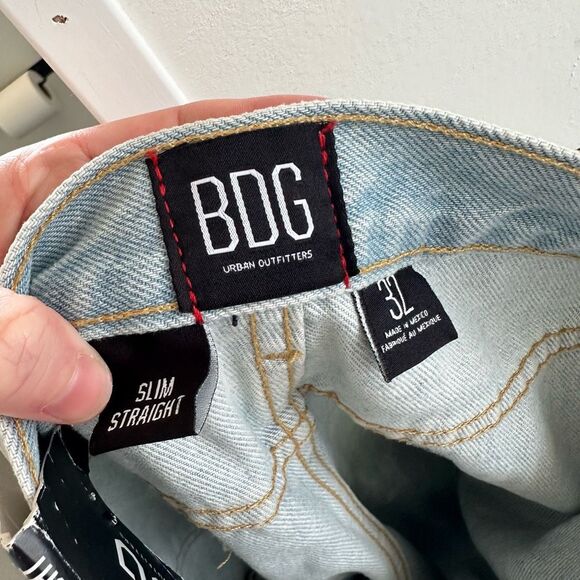 BDG
URBAN OUTFITTERS
32
MADE IN MEXICO
FABRIQUÉ AU MEXIQUE
SLIM
STRAIGHT